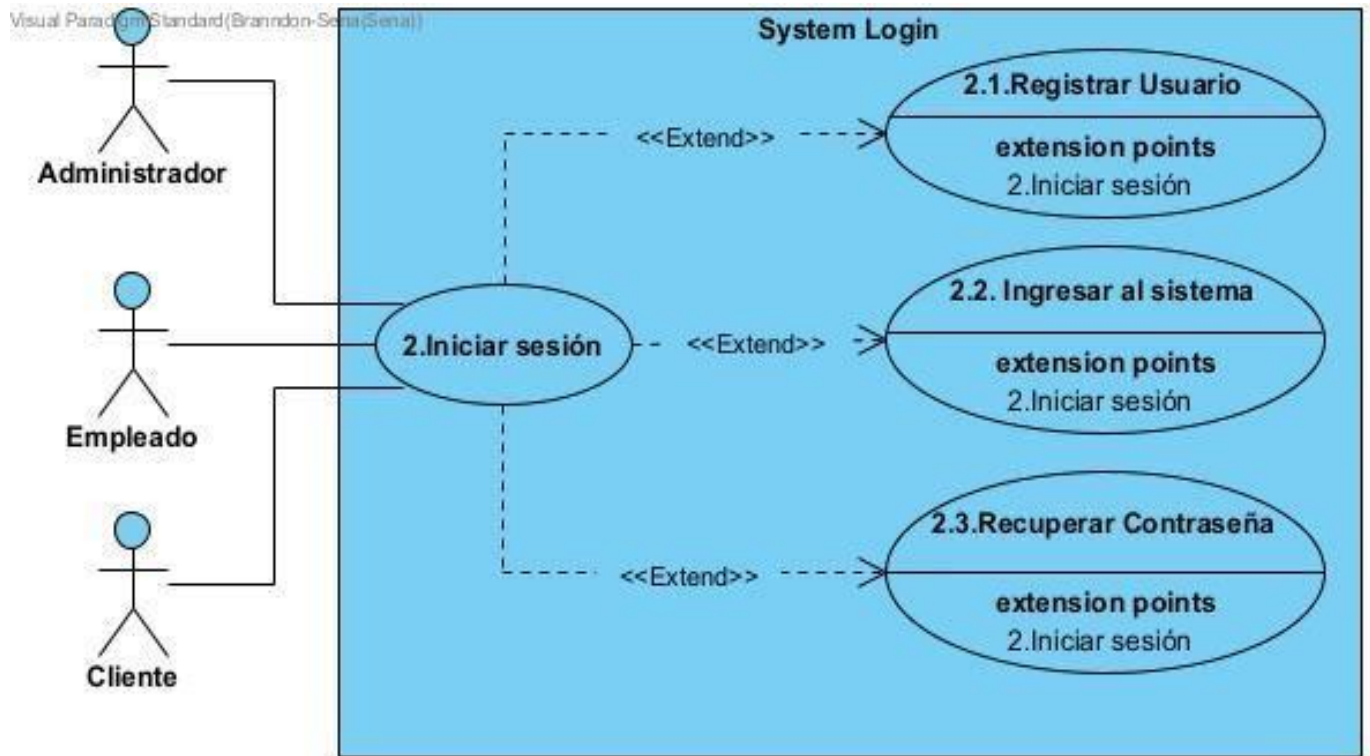 Visual Paradigm Standard(Branndon-Sena(Sena))
System Login
Administrador
Empleado
Cliente
2.Iniciar sesión
<<Extend>>
2.1.Registrar Usuario
extension points
2.Iniciar sesión
<<Extend>>
2.2. Ingresar al sistema
extension points
2.Iniciar sesión
<<Extend>>
2.3.Recuperar Contraseña
extension points
2.Iniciar sesión